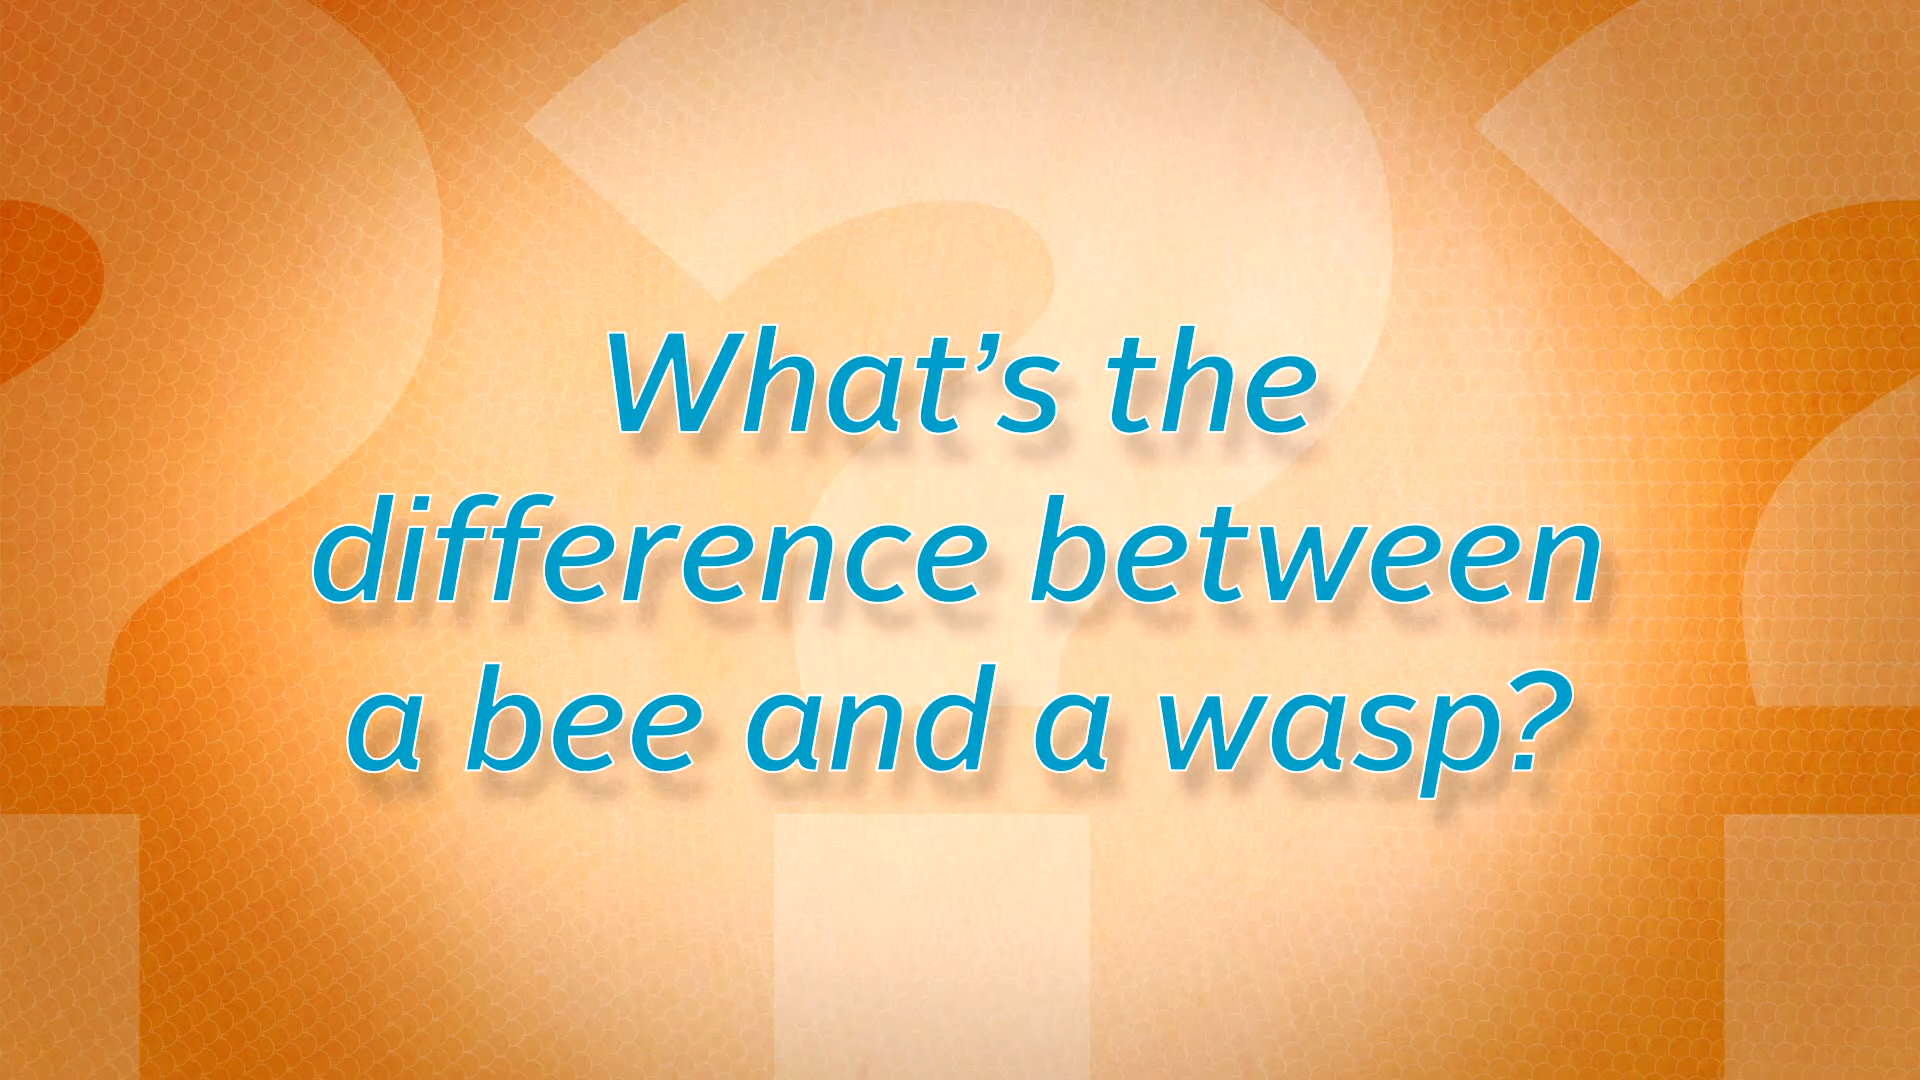 What’s the
difference between
a bee and a wasp?